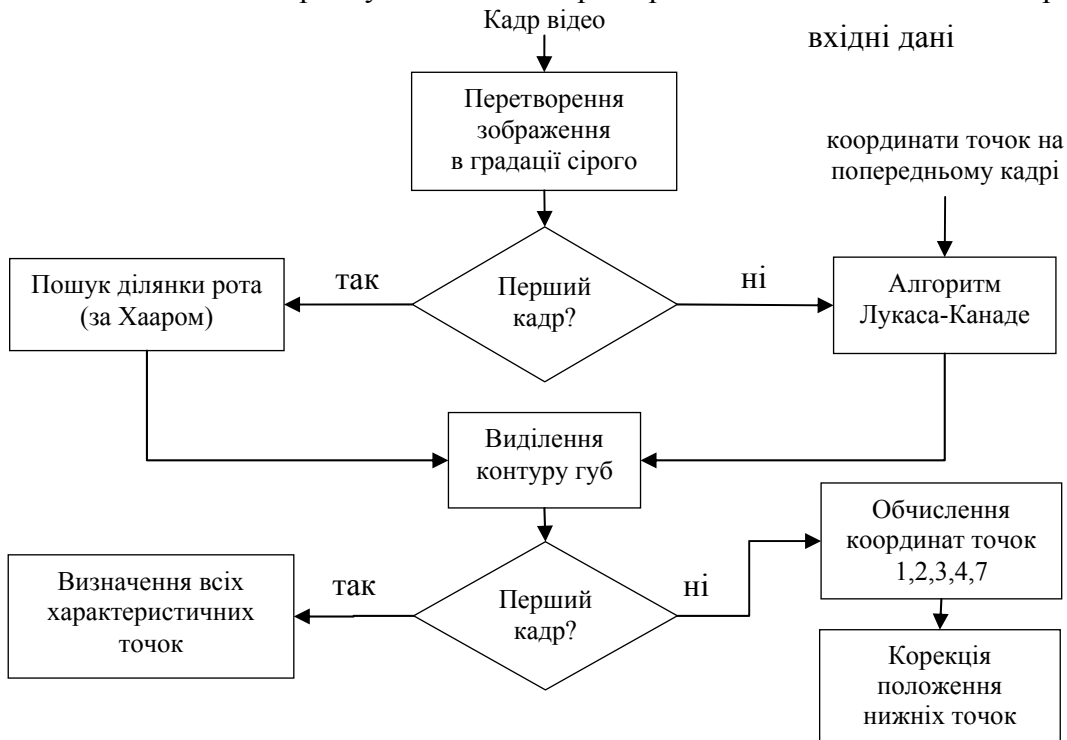 Кадр відео
вхідні дані
Перетворення
зображення
в градації сірого
координати точок на
попередньому кадрі
Пошук ділянки рота
(за Хааром)
так
Перший
кадр?
ні
Алгоритм
Лукаса-Канаде
Виділення
контуру губ
Визначення всіх
характеристичних
точок
так
Перший
кадр?
ні
Обчислення
координат точок
1,2,3,4,7
Корекція
положення
нижніх точок